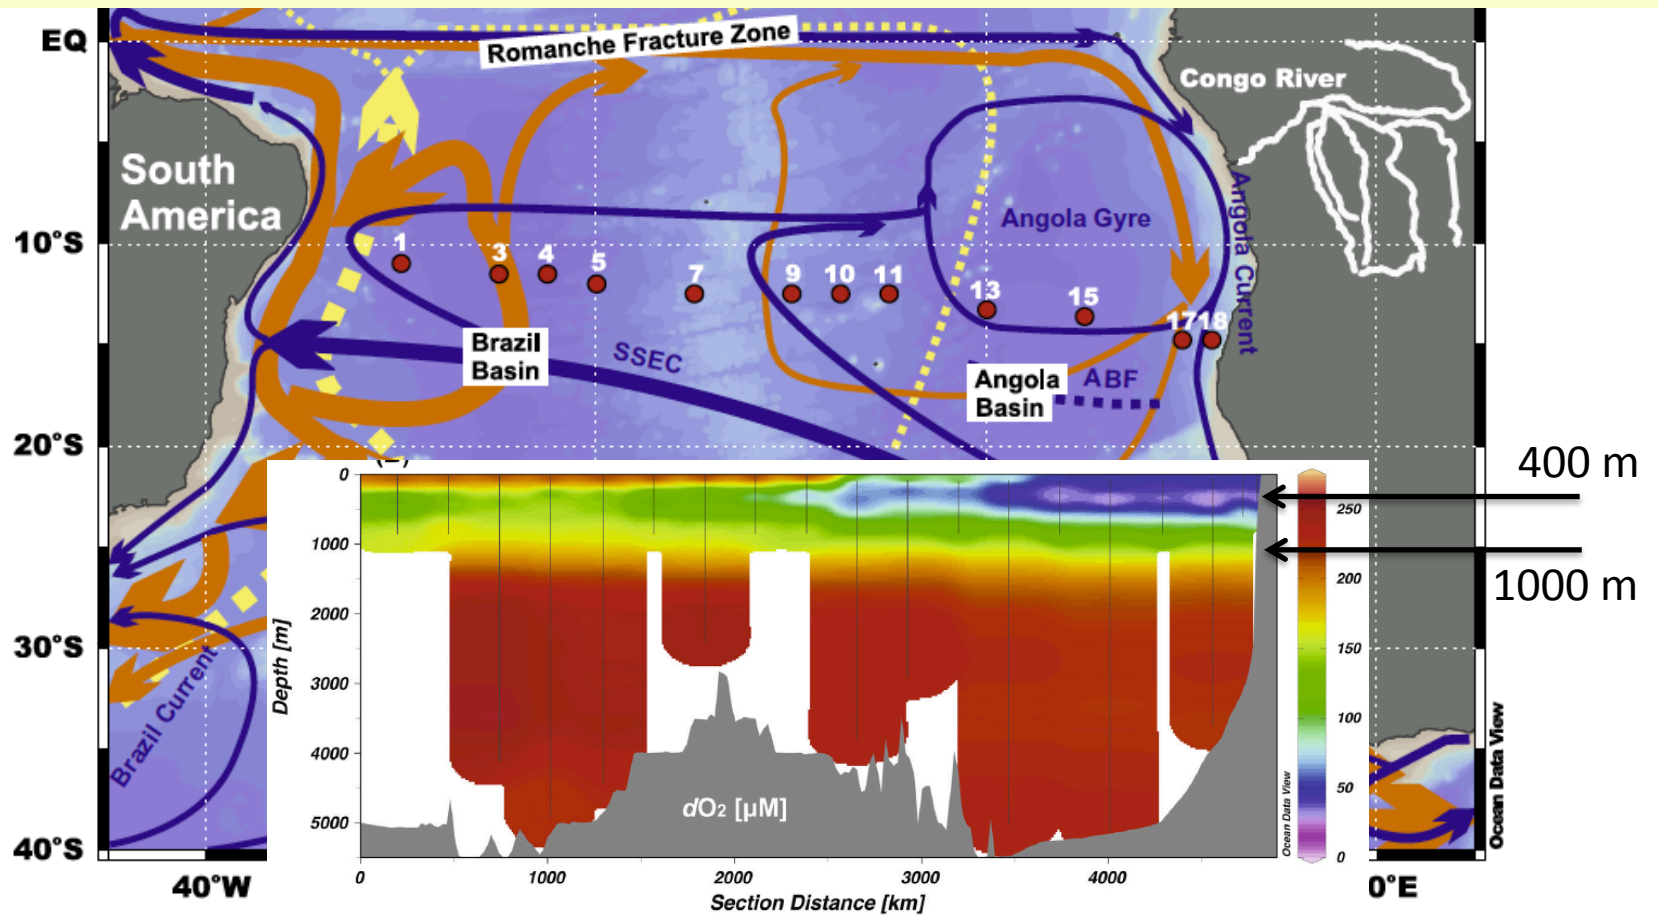 EQ
10°S
20°S
30°S
40°S
Romanche Fracture Zone
Congo River
South
America
Angola Gyre
Angola Current
1
3
4
5
7
9
10
11
13
15
17
18
Brazil
Basin
SSEC
Angola
Basin
ABF
Brazil Current
400 m
1000 m
0
1000
2000
3000
4000
5000
Depth [m]
dO2 [µM]
250
200
150
100
50
0
Ocean Data View
Ocean Data View
0
1000
2000
3000
4000
Section Distance [km]
40°W
0°E